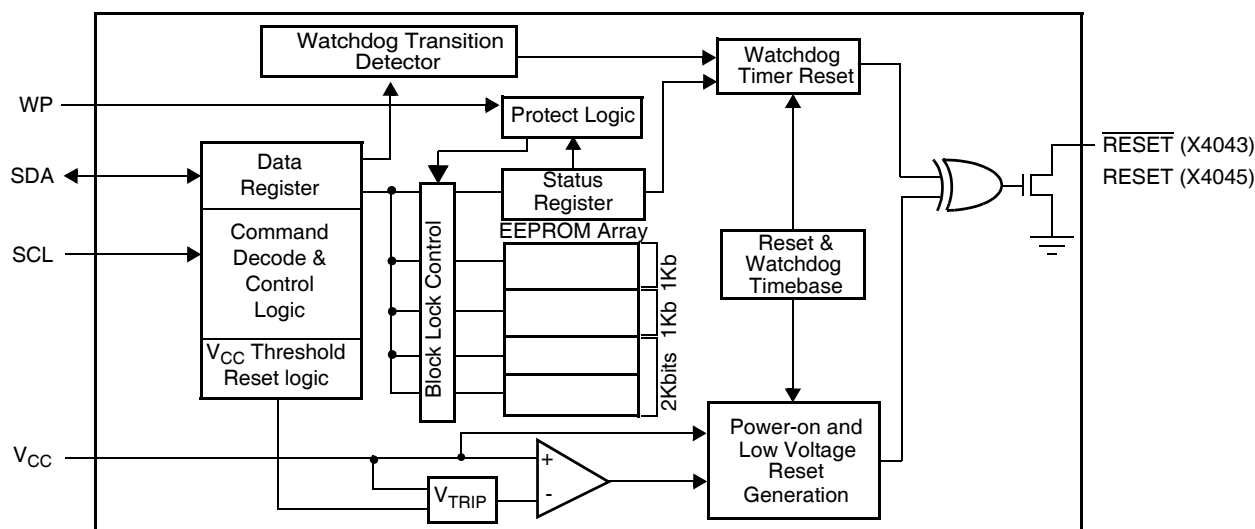 Watchdog Transition
Detector
Watchdog
Timer Reset
WP
Protect Logic
RESET (X4043)
RESET (X4045)
SDA
Data
Register
Status
Register
EEPROM Array
SCL
Command
Decode &
Control
Logic
Block Lock Control
1Kb
1Kb
2Kbits
Reset &
Watchdog
Timebase
VCC Threshold
Reset logic
Power-on and
Low Voltage
Reset
Generation
VCC
+
-
VTRIP